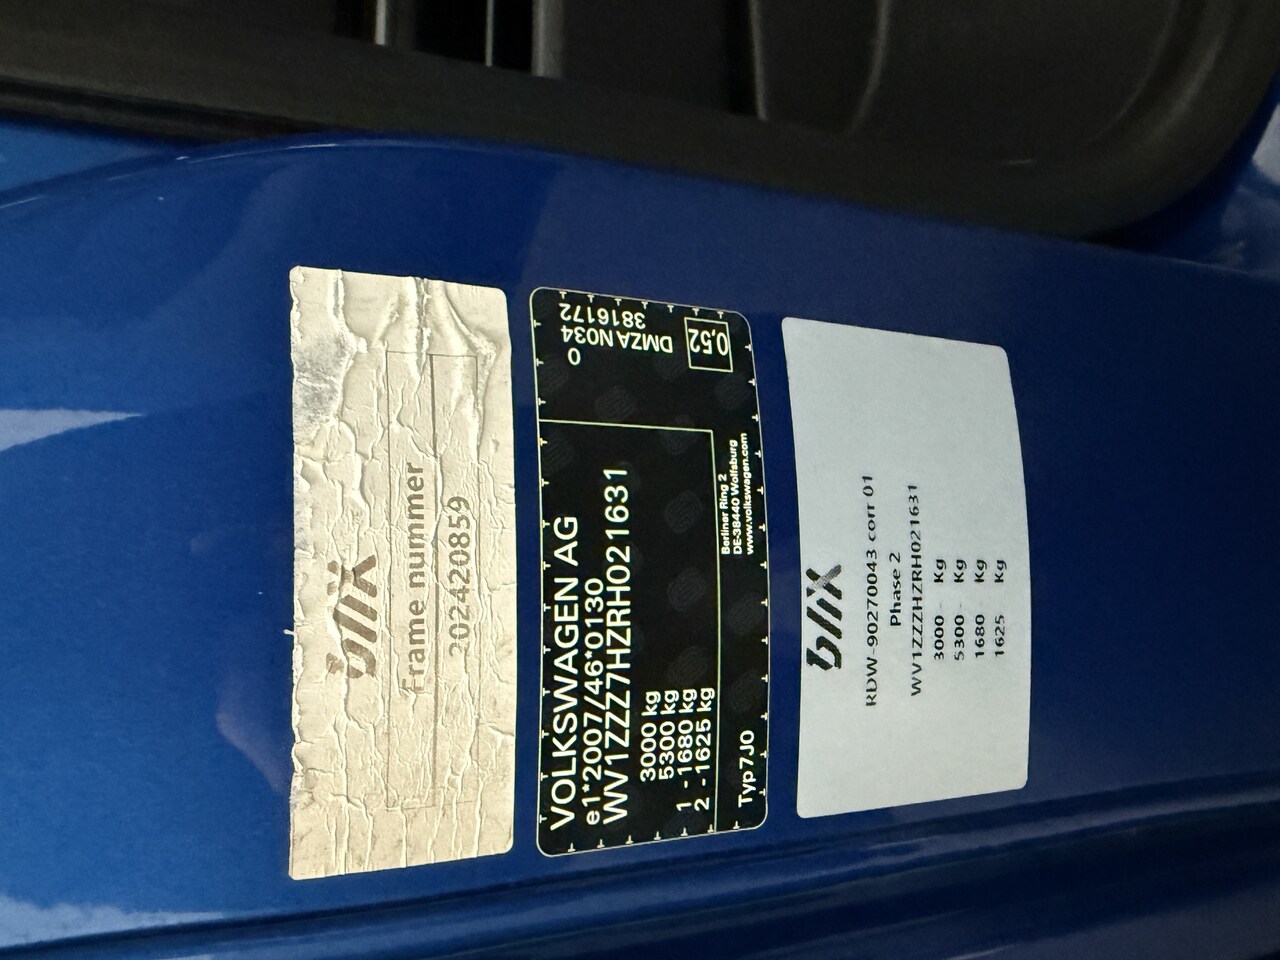 blix
Frame nummer
202420859
VOLKSWAGEN AG
e1*2007/46*0130
WV1ZZZ7HZRH021631
3000 kg
5300 kg
1 - 1680 kg
2 - 1625 kg
Typ 7J0
Berliner Ring 2
DE-38440 Wolfsburg
www.volkswagen.com
3816172
DMZA N034
0
0,52
blix
RDW-90270043 corr 01
Phase 2
WV1ZZZHZRH021631
3000 - Kg
5300 - Kg
1680 Kg
1625 Kg